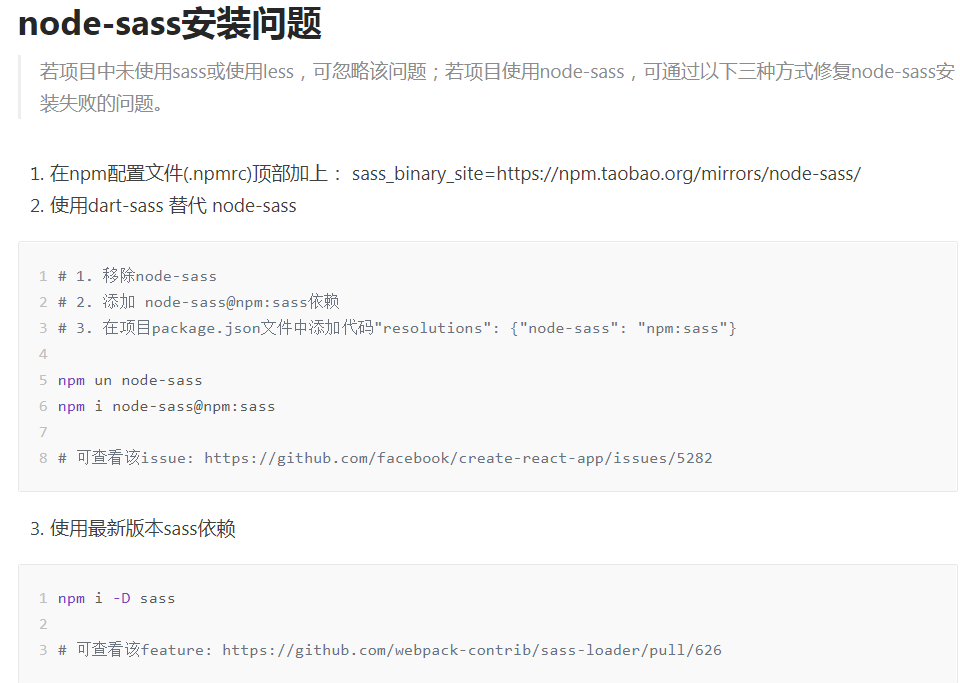 node-sass安装问题
若项目中未使用sass或使用less，可忽略该问题；若项目使用node-sass，可通过以下三种方式修复node-sass安
装失败的问题。
1. 在npm配置文件(.npmrc)顶部加上： sass_binary_site=https://npm.taobao.org/mirrors/node-sass/
2. 使用dart-sass 替代 node-sass
1 # 1. 移除node-sass
2 # 2. 添加 node-sass@npm:sass依赖
3 # 3. 在项目package.json文件中添加代码"resolutions": {"node-sass": "npm:sass"}
4
5 npm un node-sass
6 npm i node-sass@npm:sass
7
8 # 可查看该issue: https://github.com/facebook/create-react-app/issues/5282
3. 使用最新版本sass依赖
1 npm i -D sass
2
3 # 可查看该feature: https://github.com/webpack-contrib/sass-loader/pull/626